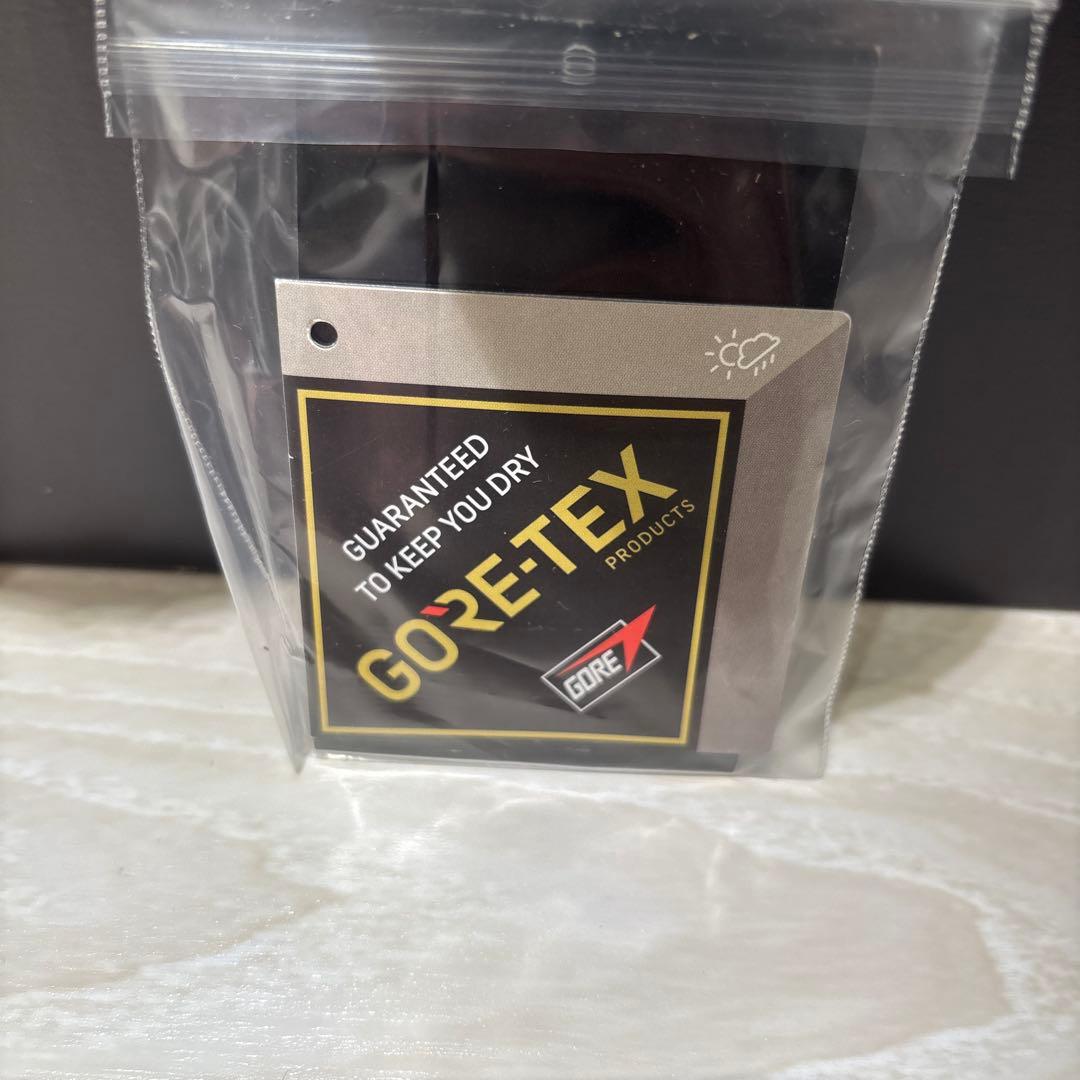 GUARANTEED
TO KEEP YOU DRY
GORE-TEX
PRODUCTS
GORE